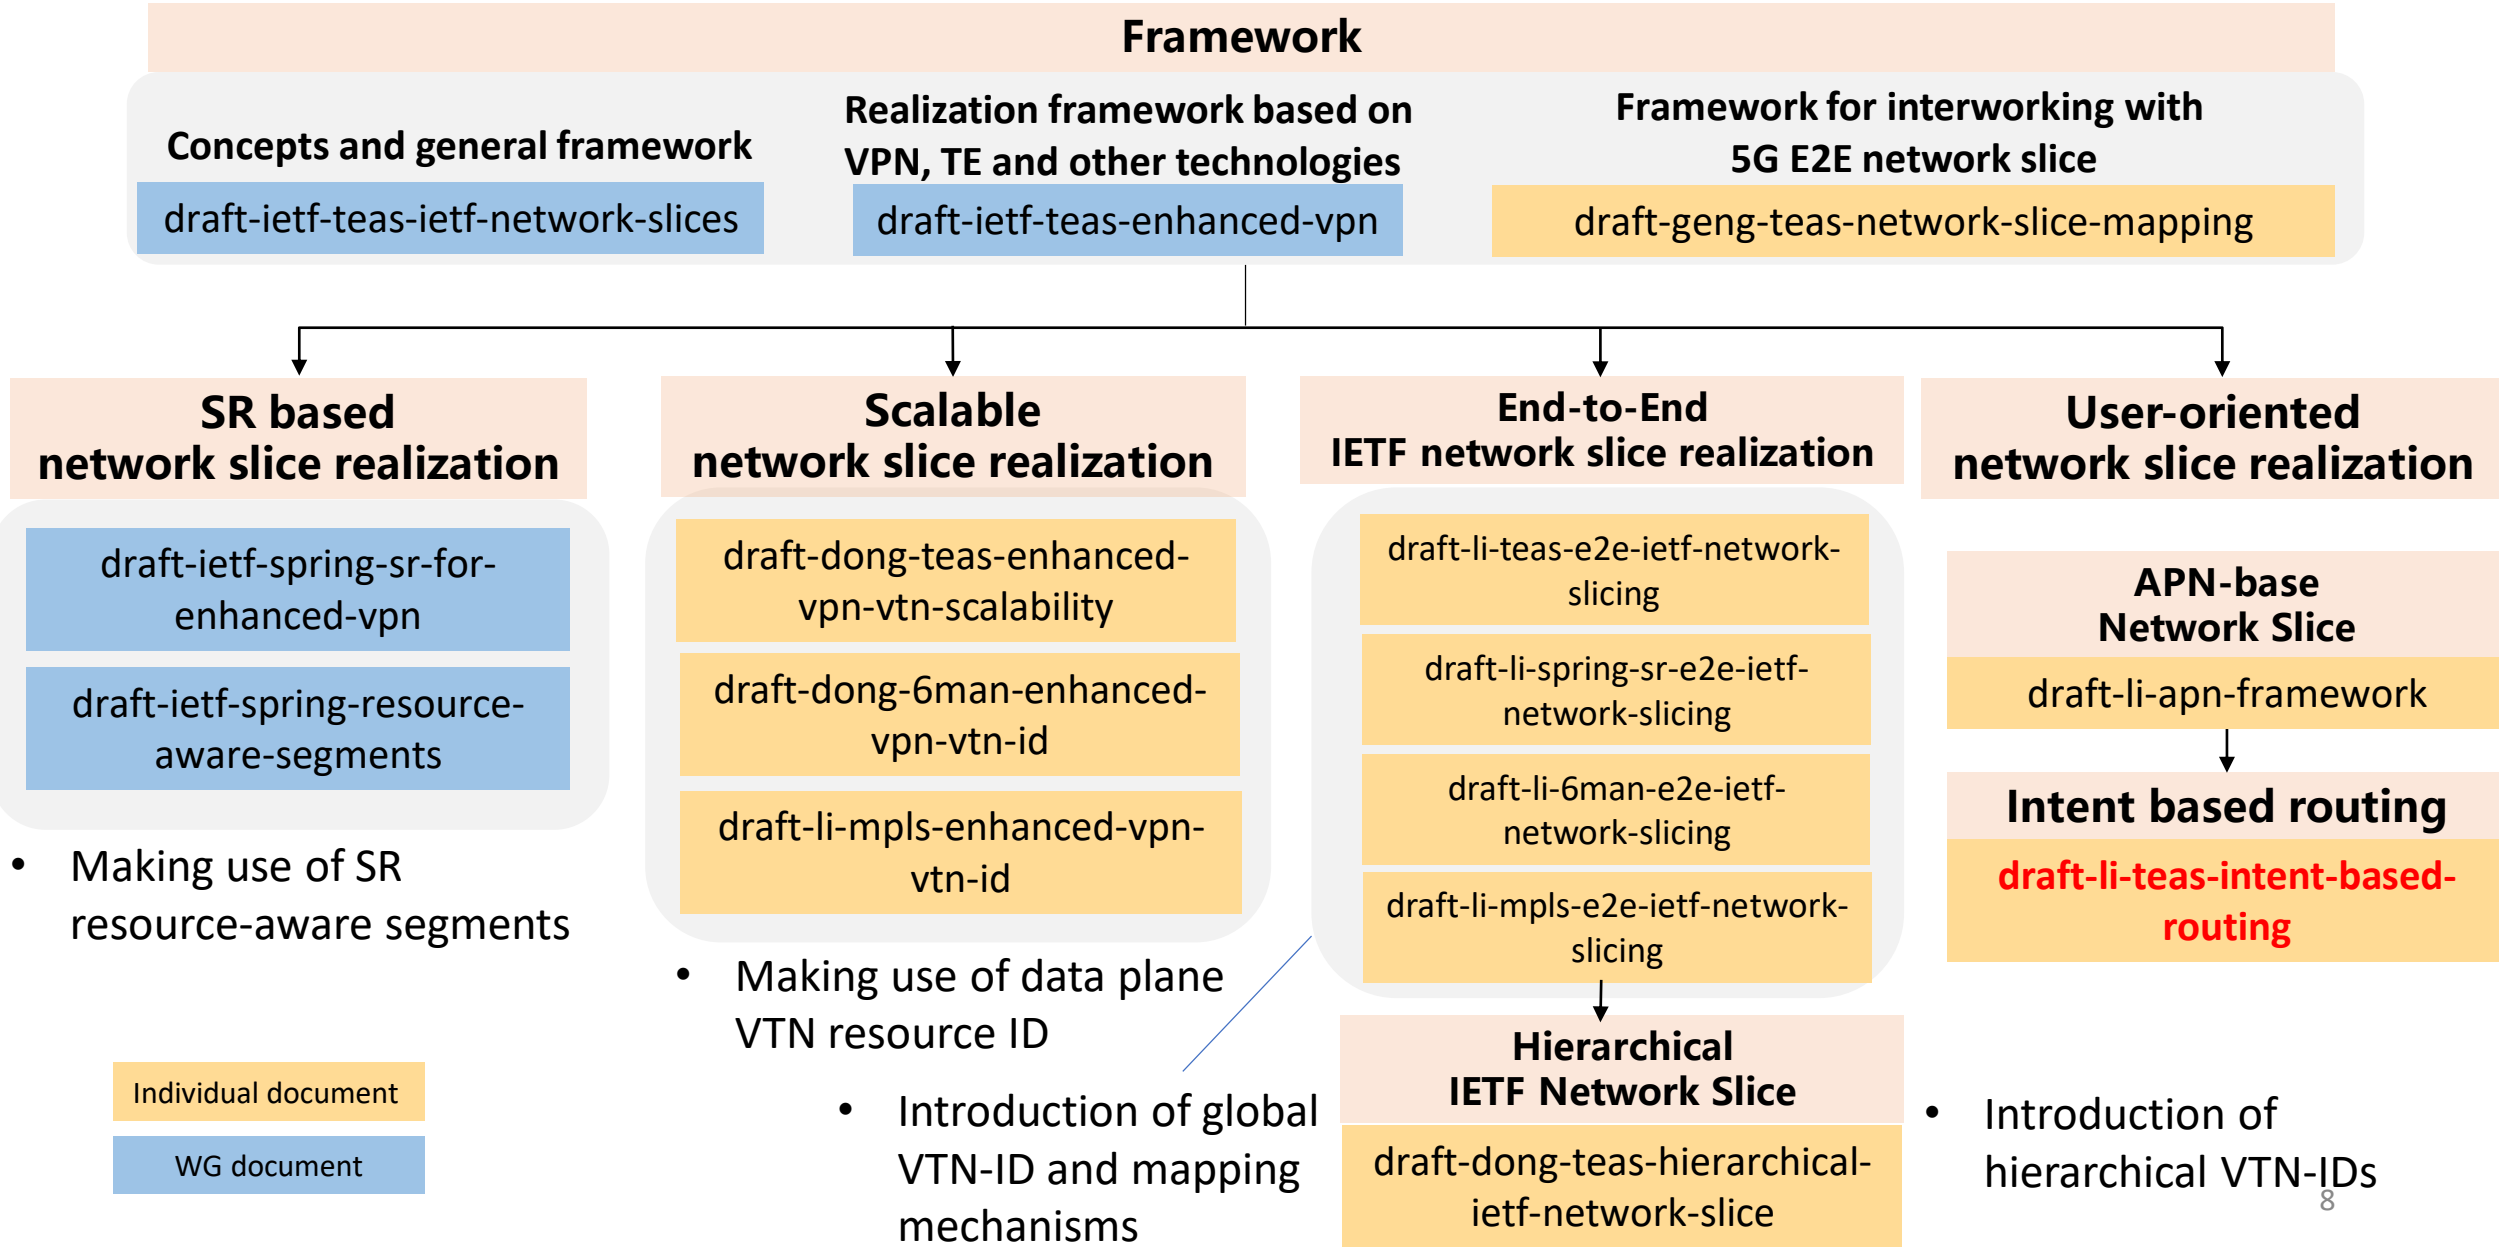 Framework
Concepts and general framework
draft-ietf-teas-ietf-network-slices
Realization framework based on
VPN, TE and other technologies
draft-ietf-teas-enhanced-vpn
Framework for interworking with
5G E2E network slice
draft-geng-teas-network-slice-mapping
SR based
network slice realization
draft-ietf-spring-sr-for-
enhanced-vpn
draft-ietf-spring-resource-
aware-segments
• Making use of SR
resource-aware segments
Individual document
WG document
Scalable
network slice realization
draft-dong-teas-enhanced-
vpn-vtn-scalability
draft-dong-6man-enhanced-
vpn-vtn-id
draft-li-mpls-enhanced-vpn-
vtn-id
• Making use of data plane
VTN resource ID
• Introduction of global
VTN-ID and mapping
mechanisms
End-to-End
IETF network slice realization
draft-li-teas-e2e-ietf-network-
slicing
draft-li-spring-sr-e2e-ietf-
network-slicing
draft-li-6man-e2e-ietf-
network-slicing
draft-li-mpls-e2e-ietf-network-
slicing
Hierarchical
IETF Network Slice
draft-dong-teas-hierarchical-
ietf-network-slice
User-oriented
network slice realization
APN-base
Network Slice
draft-li-apn-framework
Intent based routing
draft-li-teas-intent-based-
routing
• Introduction of
hierarchical VTN-IDs
8